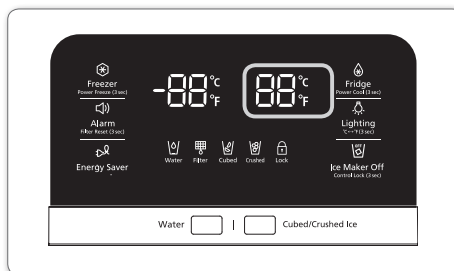 Freezer
Power Freeze (3 sec)
Alarm
Filter Reset (3 sec)
Energy Saver
-88 °C °F
88 °C °F
Water Filter Cubed Crushed Lock
Fridge
Power Cool (3 sec)
Lighting
°C↔°F (3 sec)
OFF
Ice Maker Off
Control Lock (3 sec)
Water | Cubed/Crushed Ice